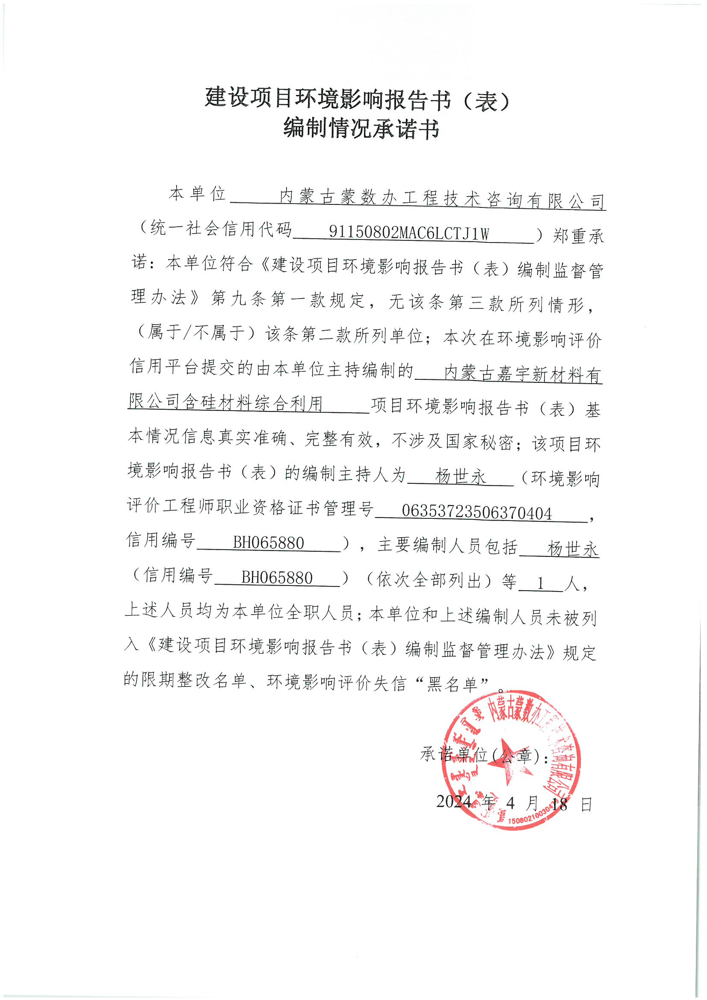 建设项目环境影响报告书（表）
编制情况承诺书
本单位 内蒙古蒙数办工程技术咨询有限公司
（统一社会信用代码 91150802MAC6LCTJ1W ）郑重承
诺：本单位符合《建设项目环境影响报告书（表）编制监督管
理办法》第九条第一款规定，无该条第三款所列情形，
（属于/不属于）该条第二款所列单位；本次在环境影响评价
信用平台提交的由本单位主持编制的 内蒙古嘉宇新材料有
限公司含硅材料综合利用 项目环境影响报告书（表）基
本情况信息真实准确、完整有效，不涉及国家秘密；该项目环
境影响报告书（表）的编制主持人为 杨世永 （环境影响
评价工程师职业资格证书管理号 06353723506370404 ，
信用编号 BH065880 ），主要编制人员包括 杨世永
（信用编号 BH065880 ）（依次全部列出）等 1 人，
上述人员均为本单位全职人员；本单位和上述编制人员未被列
入《建设项目环境影响报告书（表）编制监督管理办法》规定
的限期整改名单、环境影响评价失信“黑名单”。
内蒙古蒙数办工程技术咨询有限公司
承诺单位(公章)：
2024 年 4 月 18 日
15080210030479